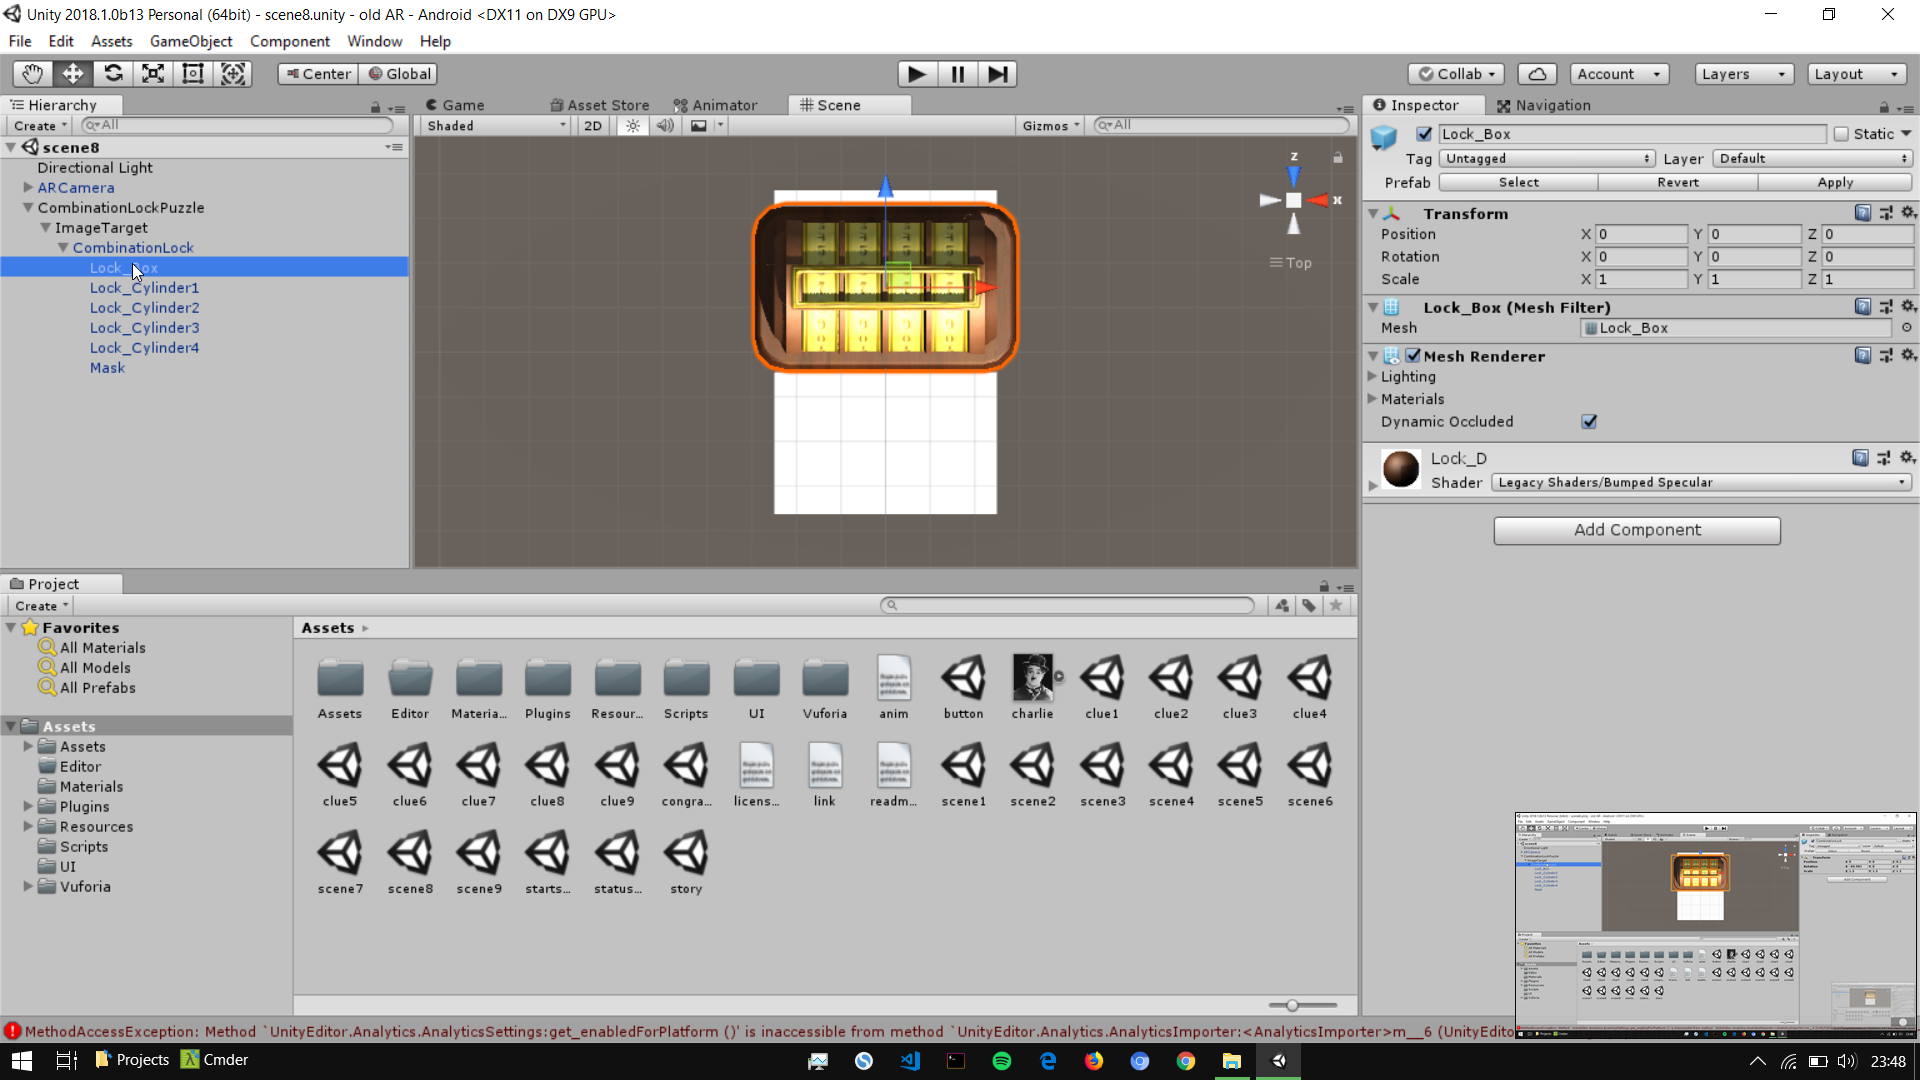 Unity 2018.1.0b13 Personal (64bit) - scene8.unity - old AR - Android <DX11 on DX9 GPU>
File Edit Assets GameObject Component Window Help
Center Global Collab Account Layers Layout
Hierarchy
Create All
scene8
Directional Light
ARCamera
CombinationLockPuzzle
ImageTarget
CombinationLock
Lock_Box
Lock_Cylinder1
Lock_Cylinder2
Lock_Cylinder3
Lock_Cylinder4
Mask
Game Asset Store Animator Scene
Shaded 2D Gizmos All
z
x
Top
Inspector Navigation
Lock_Box Static
Tag Untagged Layer Default
Prefab Select Revert Apply
Transform
Position X 0 Y 0 Z 0
Rotation X 0 Y 0 Z 0
Scale X 1 Y 1 Z 1
Lock_Box (Mesh Filter)
Mesh Lock_Box
Mesh Renderer
Lighting
Materials
Dynamic Occluded
Lock_D
Shader Legacy Shaders/Bumped Specular
Add Component
Project
Create
Favorites
All Materials
All Models
All Prefabs
Assets
Assets
Editor
Materials
Plugins
Resources
Scripts
UI
Vuforia
Assets
Assets Editor Materia... Plugins Resour... Scripts UI Vuforia anim button charlie clue1 clue2 clue3 clue4
clue5 clue6 clue7 clue8 clue9 congra... licens... link readm... scene1 scene2 scene3 scene4 scene5 scene6
scene7 scene8 scene9 starts... status... story
MethodAccessException: Method `UnityEditor.Analytics.AnalyticsSettings:get_enabledForPlatform ()' is inaccessible from method `UnityEditor.Analytics.AnalyticsImporter:<AnalyticsImporter>m__6 (UnityEdito
Projects Cmder 23:48